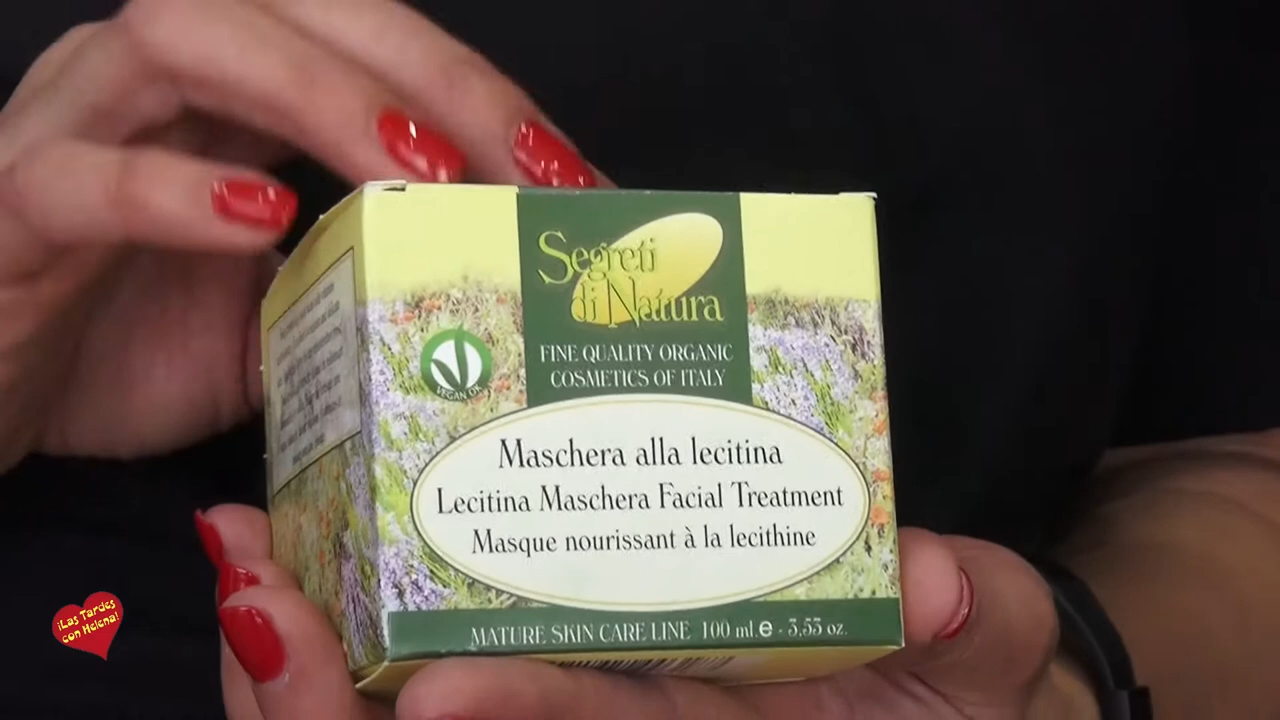 Segreti
di Natura
FINE QUALITY ORGANIC
COSMETICS OF ITALY
VEGAN OK
Maschera alla lecitina
Lecitina Maschera Facial Treatment
Masque nourissant à la lecithine
MATURE SKIN CARE LINE 100 ml.e - 3,53 oz.
¡Las Tardes
con Helena!